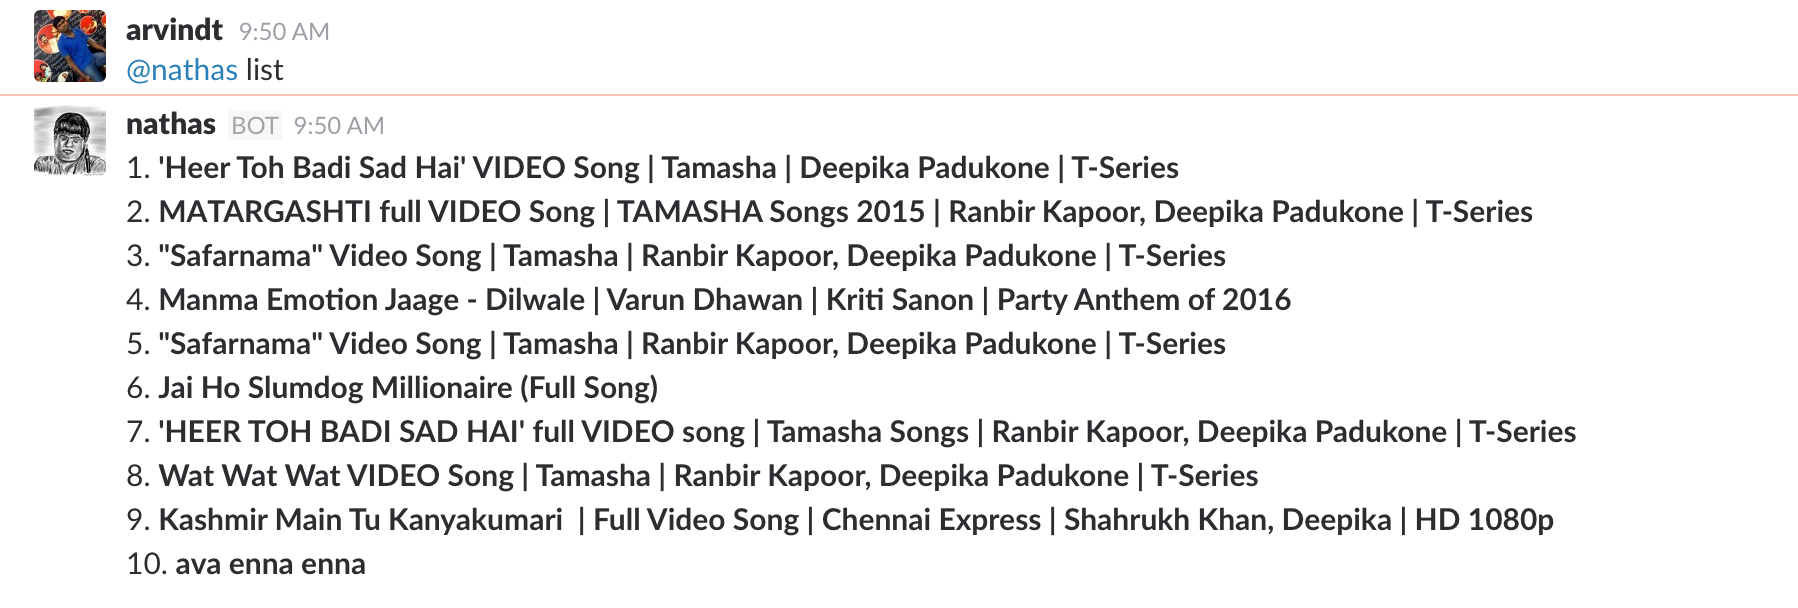 arvindt 9:50 AM
@nathas list
nathas BOT 9:50 AM
1. 'Heer Toh Badi Sad Hai' VIDEO Song | Tamasha | Deepika Padukone | T-Series
2. MATARGASHTI full VIDEO Song | TAMASHA Songs 2015 | Ranbir Kapoor, Deepika Padukone | T-Series
3. "Safarnama" Video Song | Tamasha | Ranbir Kapoor, Deepika Padukone | T-Series
4. Manma Emotion Jaage - Dilwale | Varun Dhawan | Kriti Sanon | Party Anthem of 2016
5. "Safarnama" Video Song | Tamasha | Ranbir Kapoor, Deepika Padukone | T-Series
6. Jai Ho Slumdog Millionaire (Full Song)
7. 'HEER TOH BADI SAD HAI' full VIDEO song | Tamasha Songs | Ranbir Kapoor, Deepika Padukone | T-Series
8. Wat Wat Wat VIDEO Song | Tamasha | Ranbir Kapoor, Deepika Padukone | T-Series
9. Kashmir Main Tu Kanyakumari  | Full Video Song | Chennai Express | Shahrukh Khan, Deepika | HD 1080p
10. ava enna enna